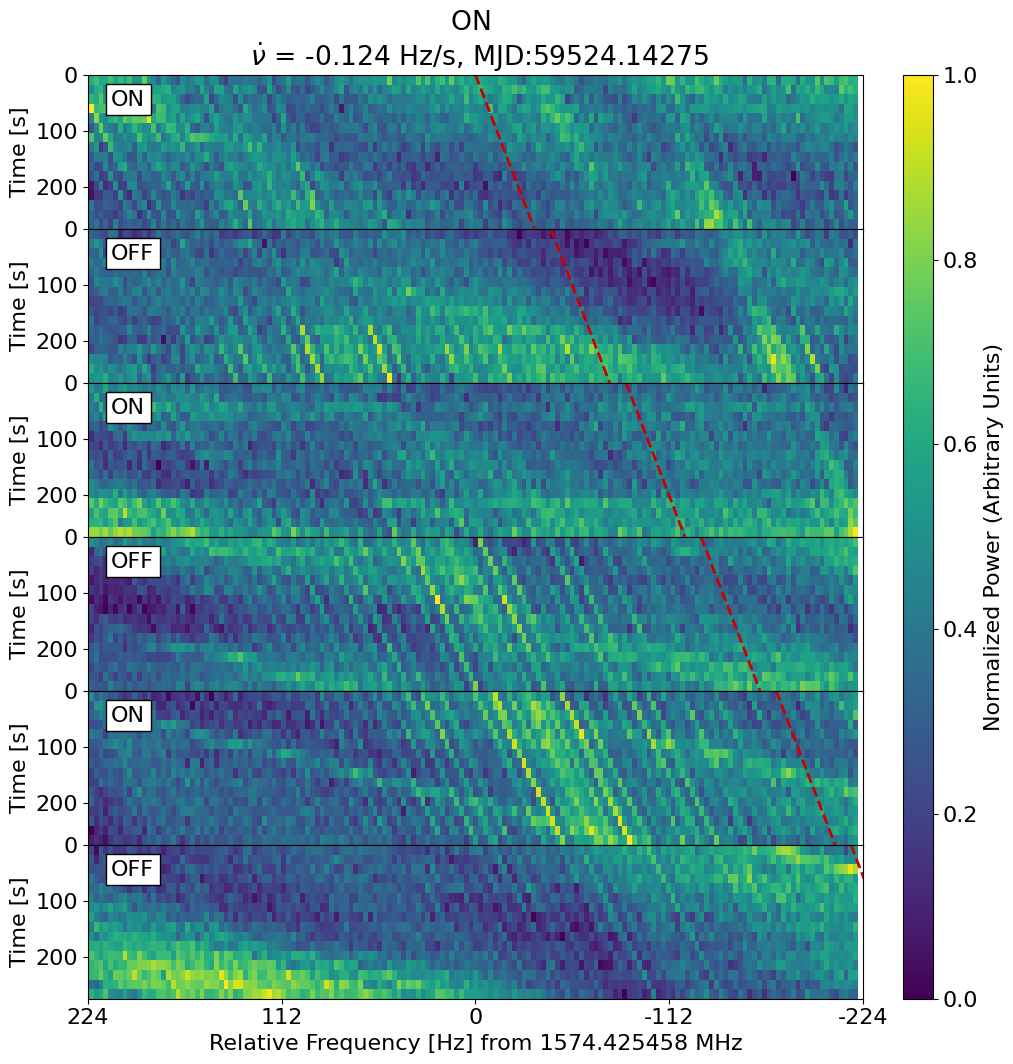 ON
ν̇ = -0.124 Hz/s, MJD:59524.14275
0
ON
1.0
Time [s]
100
200
0
OFF
0.8
Time [s]
100
200
0
ON
0.6
Time [s]
100
200
0
OFF
0.4
Time [s]
100
200
0
ON
0.2
Time [s]
100
200
0
OFF
0.0
Time [s]
100
200
224
112
0
-112
-224
Relative Frequency [Hz] from 1574.425458 MHz
Normalized Power (Arbitrary Units)